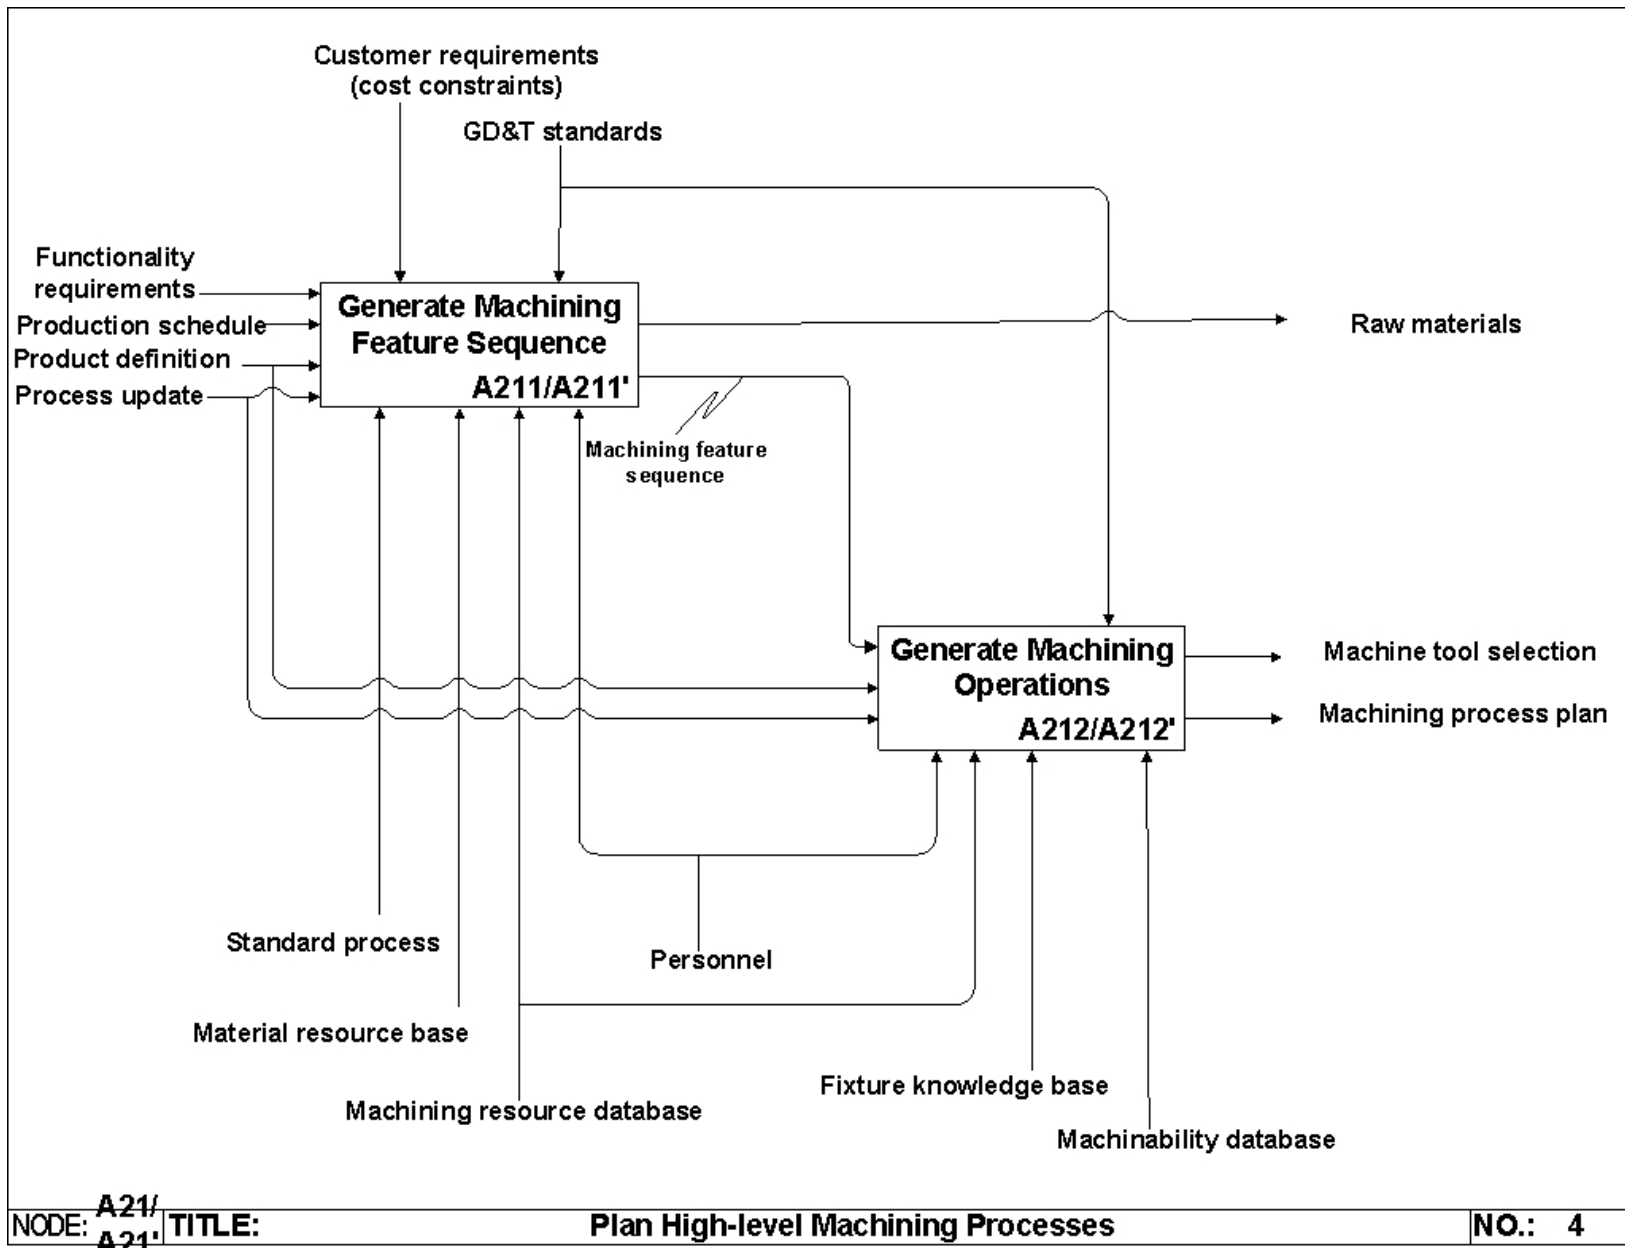 Customer requirements
(cost constraints)
GD&T standards
Functionality
requirements
Production schedule
Product definition
Process update
Generate Machining
Feature Sequence
A211/A211'
Raw materials
Machining feature
sequence
Generate Machining
Operations
A212/A212'
Machine tool selection
Machining process plan
Standard process
Personnel
Material resource base
Machining resource database
Fixture knowledge base
Machinability database
NODE: A21/
A21'
TITLE: Plan High-level Machining Processes
NO.: 4